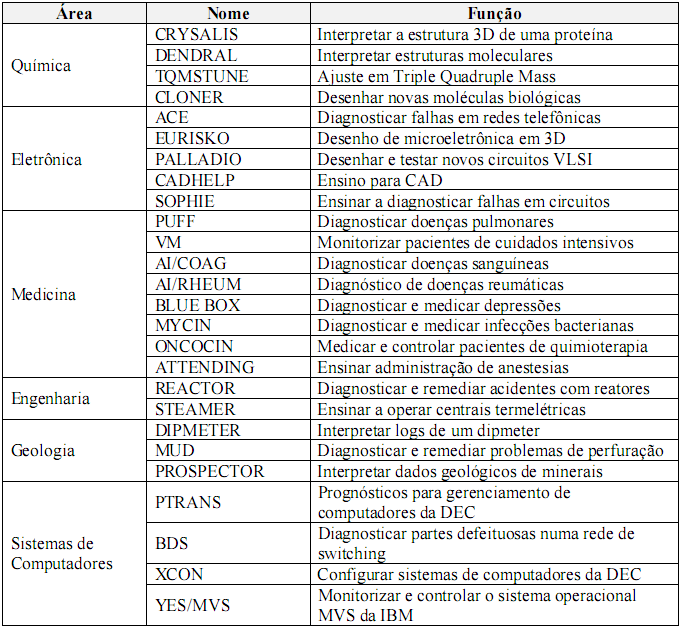 Área Nome Função
Química
CRYSALIS Interpretar a estrutura 3D de uma proteína
DENDRAL Interpretar estruturas moleculares
TQMSTUNE Ajuste em Triple Quadruple Mass
CLONER Desenhar novas moléculas biológicas
Eletrônica
ACE Diagnosticar falhas em redes telefônicas
EURISKO Desenho de microeletrônica em 3D
PALLADIO Desenhar e testar novos circuitos VLSI
CADHELP Ensino para CAD
SOPHIE Ensinar a diagnosticar falhas em circuitos
Medicina
PUFF Diagnosticar doenças pulmonares
VM Monitorizar pacientes de cuidados intensivos
AI/COAG Diagnosticar doenças sanguíneas
AI/RHEUM Diagnóstico de doenças reumáticas
BLUE BOX Diagnosticar e medicar depressões
MYCIN Diagnosticar e medicar infecções bacterianas
ONCOCIN Medicar e controlar pacientes de quimioterapia
ATTENDING Ensinar administração de anestesias
Engenharia
REACTOR Diagnosticar e remediar acidentes com reatores
STEAMER Ensinar a operar centrais termelétricas
Geologia
DIPMETER Interpretar logs de um dipmeter
MUD Diagnosticar e remediar problemas de perfuração
PROSPECTOR Interpretar dados geológicos de minerais
Sistemas de
Computadores
PTRANS Prognósticos para gerenciamento de
computadores da DEC
BDS Diagnosticar partes defeituosas numa rede de
switching
XCON Configurar sistemas de computadores da DEC
YES/MVS Monitorizar e controlar o sistema operacional
MVS da IBM